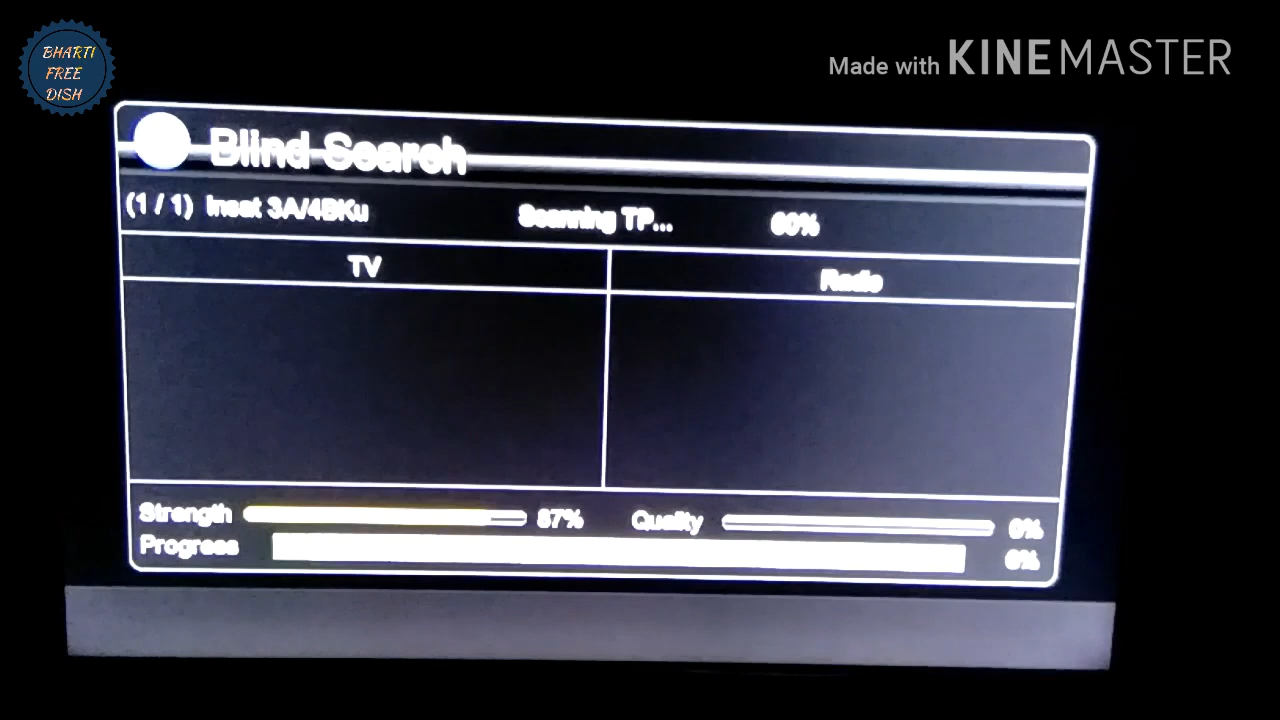 BHARTI
FREE
DISH
Made with KINEMASTER
Blind Search
(1 / 1) Insat 3A/4BKu Scanning TP... 60%
TV Radio
Strength 87% Quality 0%
Progress 0%